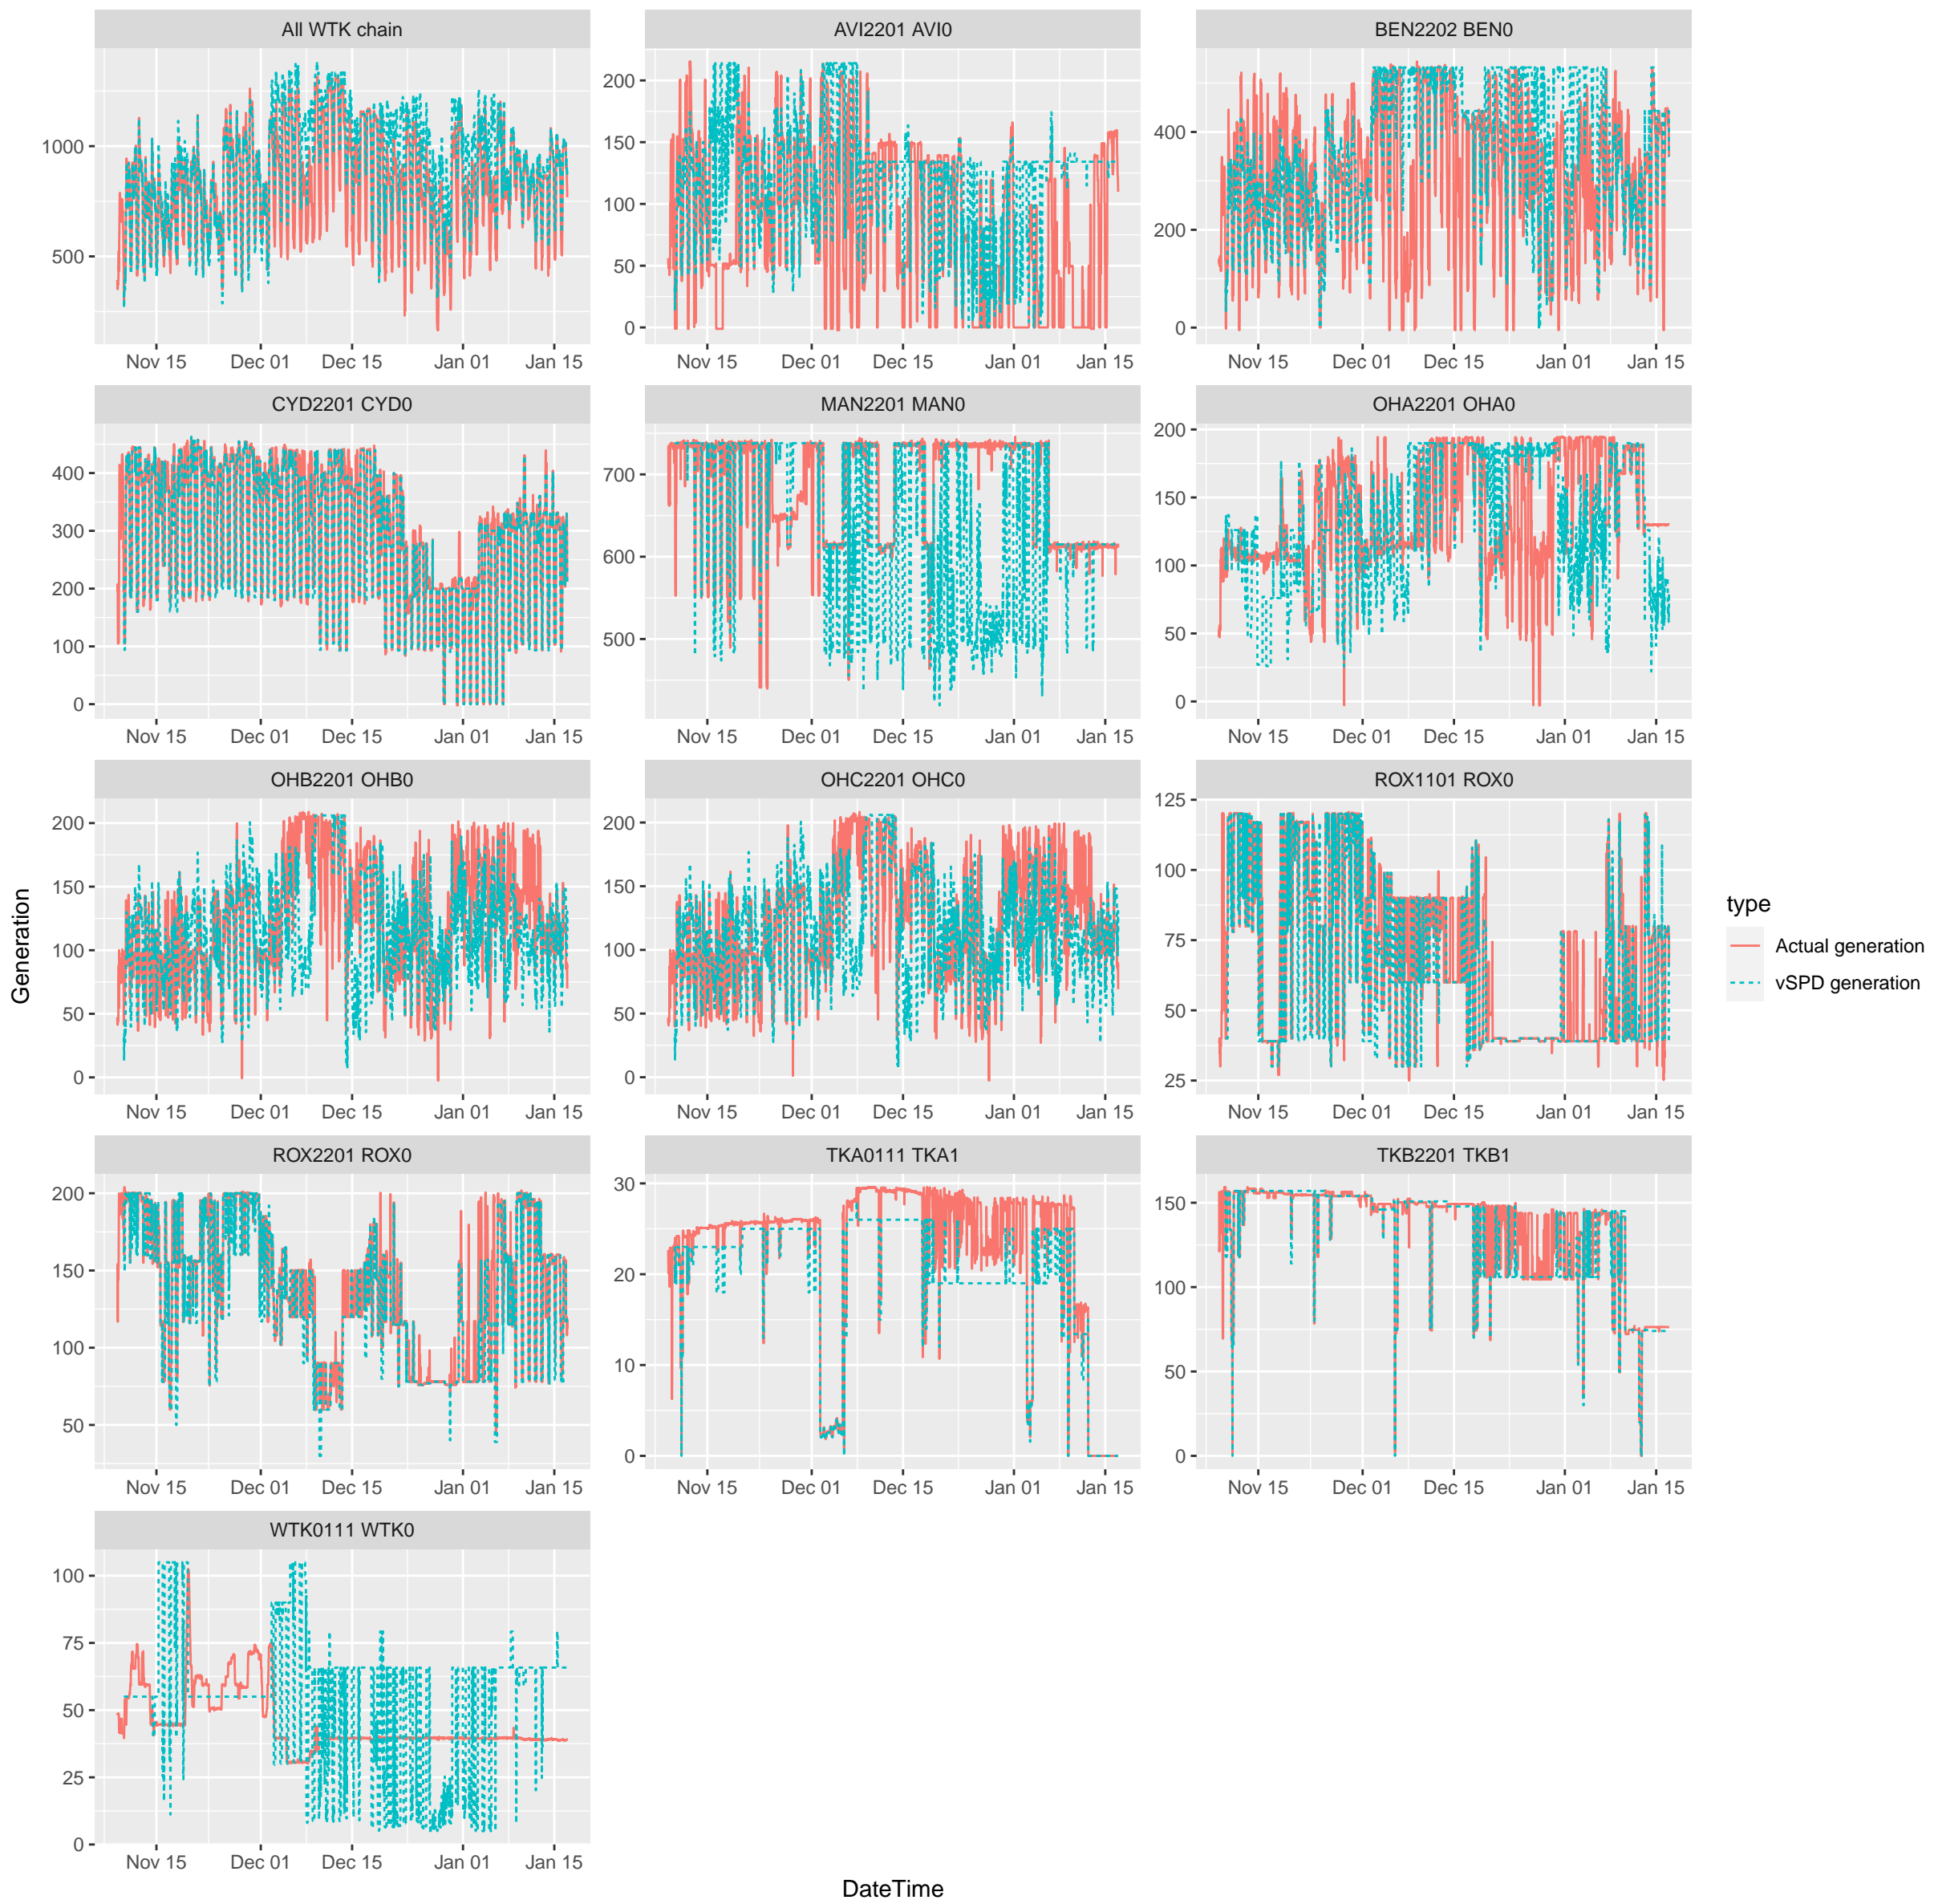 All WTK chain
AVI2201 AVI0
BEN2202 BEN0
1000
500
200
150
100
50
0
400
200
0
Nov 15 Dec 01 Dec 15 Jan 01 Jan 15
Nov 15 Dec 01 Dec 15 Jan 01 Jan 15
Nov 15 Dec 01 Dec 15 Jan 01 Jan 15
CYD2201 CYD0
MAN2201 MAN0
OHA2201 OHA0
400
300
200
100
0
700
600
500
200
150
100
50
0
Nov 15 Dec 01 Dec 15 Jan 01 Jan 15
Nov 15 Dec 01 Dec 15 Jan 01 Jan 15
Nov 15 Dec 01 Dec 15 Jan 01 Jan 15
OHB2201 OHB0
OHC2201 OHC0
ROX1101 ROX0
200
150
100
50
0
200
150
100
50
0
125
100
75
50
25
Nov 15 Dec 01 Dec 15 Jan 01 Jan 15
Nov 15 Dec 01 Dec 15 Jan 01 Jan 15
Nov 15 Dec 01 Dec 15 Jan 01 Jan 15
ROX2201 ROX0
TKA0111 TKA1
TKB2201 TKB1
200
150
100
50
30
20
10
0
150
100
50
0
Nov 15 Dec 01 Dec 15 Jan 01 Jan 15
Nov 15 Dec 01 Dec 15 Jan 01 Jan 15
Nov 15 Dec 01 Dec 15 Jan 01 Jan 15
WTK0111 WTK0
100
75
50
25
0
Nov 15 Dec 01 Dec 15 Jan 01 Jan 15
Generation
DateTime
type
Actual generation
vSPD generation